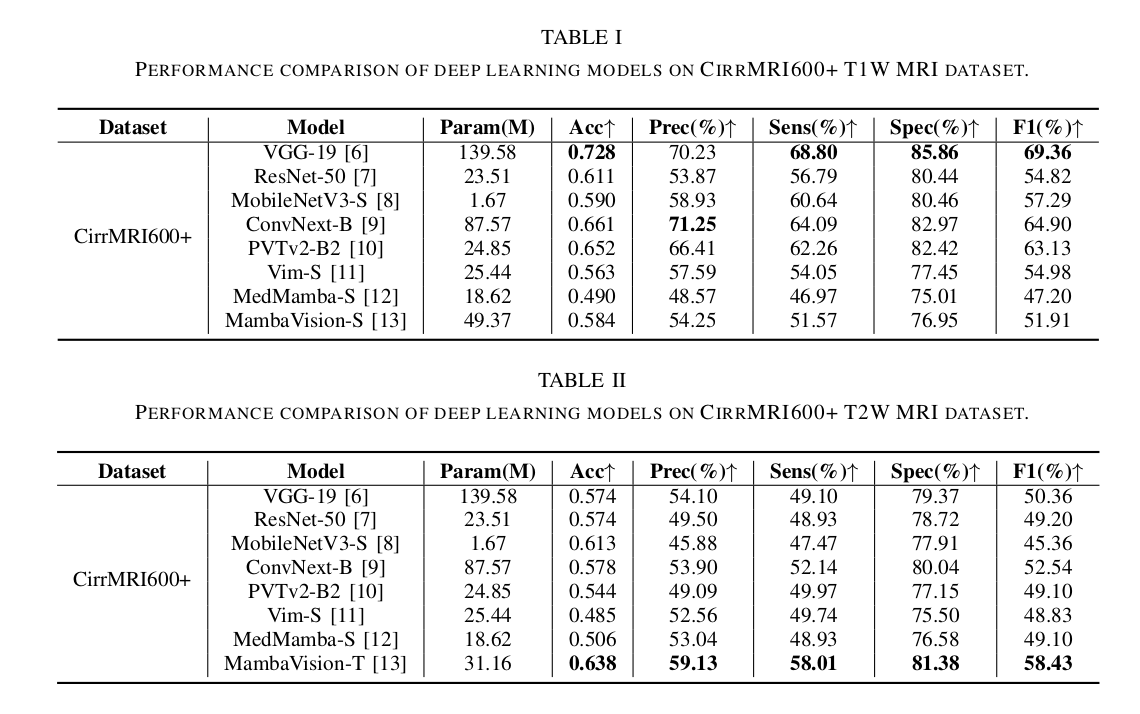 TABLE I
PERFORMANCE COMPARISON OF DEEP LEARNING MODELS ON CIRRMRI600+ T1W MRI DATASET.
Dataset Model Param(M) Acc↑ Prec(%)↑ Sens(%)↑ Spec(%)↑ F1(%)↑
VGG-19 [6] 139.58 0.728 70.23 68.80 85.86 69.36
ResNet-50 [7] 23.51 0.611 53.87 56.79 80.44 54.82
MobileNetV3-S [8] 1.67 0.590 58.93 60.64 80.46 57.29
ConvNext-B [9] 87.57 0.661 71.25 64.09 82.97 64.90
CirrMRI600+
PVTv2-B2 [10] 24.85 0.652 66.41 62.26 82.42 63.13
Vim-S [11] 25.44 0.563 57.59 54.05 77.45 54.98
MedMamba-S [12] 18.62 0.490 48.57 46.97 75.01 47.20
MambaVision-S [13] 49.37 0.584 54.25 51.57 76.95 51.91
TABLE II
PERFORMANCE COMPARISON OF DEEP LEARNING MODELS ON CIRRMRI600+ T2W MRI DATASET.
Dataset Model Param(M) Acc↑ Prec(%)↑ Sens(%)↑ Spec(%)↑ F1(%)↑
VGG-19 [6] 139.58 0.574 54.10 49.10 79.37 50.36
ResNet-50 [7] 23.51 0.574 49.50 48.93 78.72 49.20
MobileNetV3-S [8] 1.67 0.613 45.88 47.47 77.91 45.36
ConvNext-B [9] 87.57 0.578 53.90 52.14 80.04 52.54
CirrMRI600+
PVTv2-B2 [10] 24.85 0.544 49.09 49.97 77.15 49.10
Vim-S [11] 25.44 0.485 52.56 49.74 75.50 48.83
MedMamba-S [12] 18.62 0.506 53.04 48.93 76.58 49.10
MambaVision-T [13] 31.16 0.638 59.13 58.01 81.38 58.43